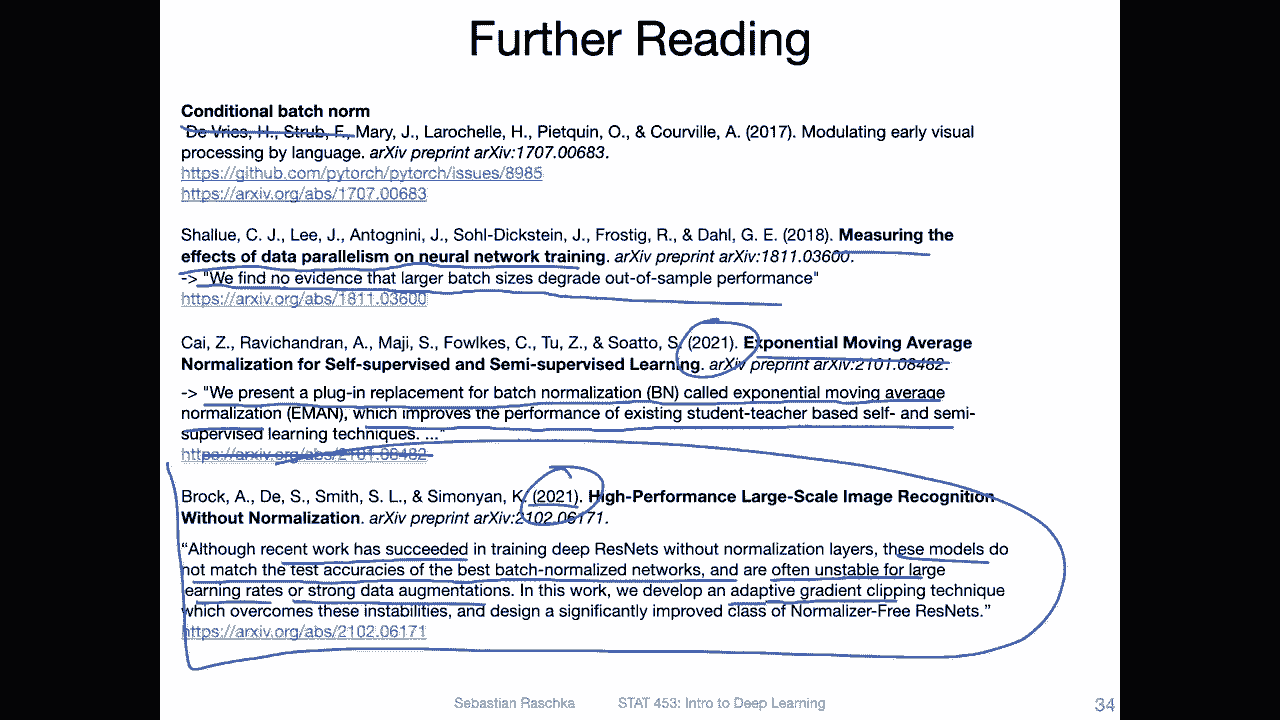 Further Reading
Conditional batch norm
De Vries, H., Strub, F., Mary, J., Larochelle, H., Pietquin, O., & Courville, A. (2017). Modulating early visual
processing by language. arXiv preprint arXiv:1707.00683.
https://github.com/pytorch/pytorch/issues/8985
https://arxiv.org/abs/1707.00683
Shallue, C. J., Lee, J., Antognini, J., Sohl-Dickstein, J., Frostig, R., & Dahl, G. E. (2018). Measuring the
effects of data parallelism on neural network training. arXiv preprint arXiv:1811.03600.
-> "We find no evidence that larger batch sizes degrade out-of-sample performance"
https://arxiv.org/abs/1811.03600
Cai, Z., Ravichandran, A., Maji, S., Fowlkes, C., Tu, Z., & Soatto, S. (2021). Exponential Moving Average
Normalization for Self-supervised and Semi-supervised Learning. arXiv preprint arXiv:2101.08482.
-> "We present a plug-in replacement for batch normalization (BN) called exponential moving average
normalization (EMAN), which improves the performance of existing student-teacher based self- and semi-
supervised learning techniques. ..."
https://arxiv.org/abs/2101.08482
Brock, A., De, S., Smith, S. L., & Simonyan, K. (2021). High-Performance Large-Scale Image Recognition
Without Normalization. arXiv preprint arXiv:2102.06171.
“Although recent work has succeeded in training deep ResNets without normalization layers, these models do
not match the test accuracies of the best batch-normalized networks, and are often unstable for large
learning rates or strong data augmentations. In this work, we develop an adaptive gradient clipping technique
which overcomes these instabilities, and design a significantly improved class of Normalizer-Free ResNets.”
https://arxiv.org/abs/2102.06171
Sebastian Raschka STAT 453: Intro to Deep Learning 34